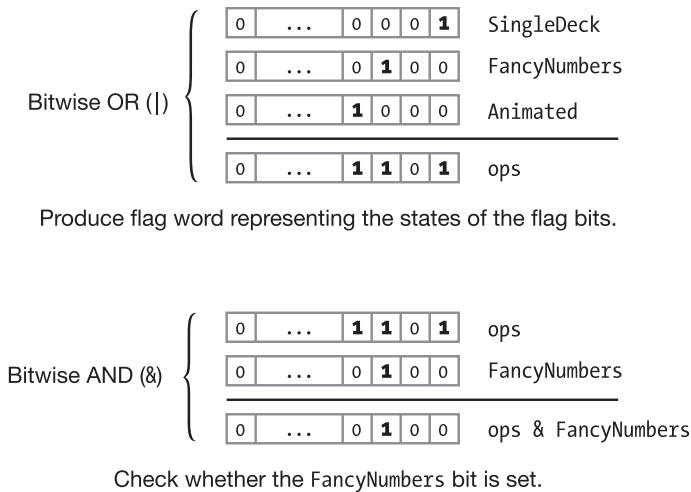 0 ... 0 0 0 1 SingleDeck
0 ... 0 1 0 0 FancyNumbers
Bitwise OR (|)
0 ... 1 0 0 0 Animated
0 ... 1 1 0 1 ops
Produce flag word representing the states of the flag bits.
0 ... 1 1 0 1 ops
Bitwise AND (&)
0 ... 0 1 0 0 FancyNumbers
0 ... 0 1 0 0 ops & FancyNumbers
Check whether the FancyNumbers bit is set.